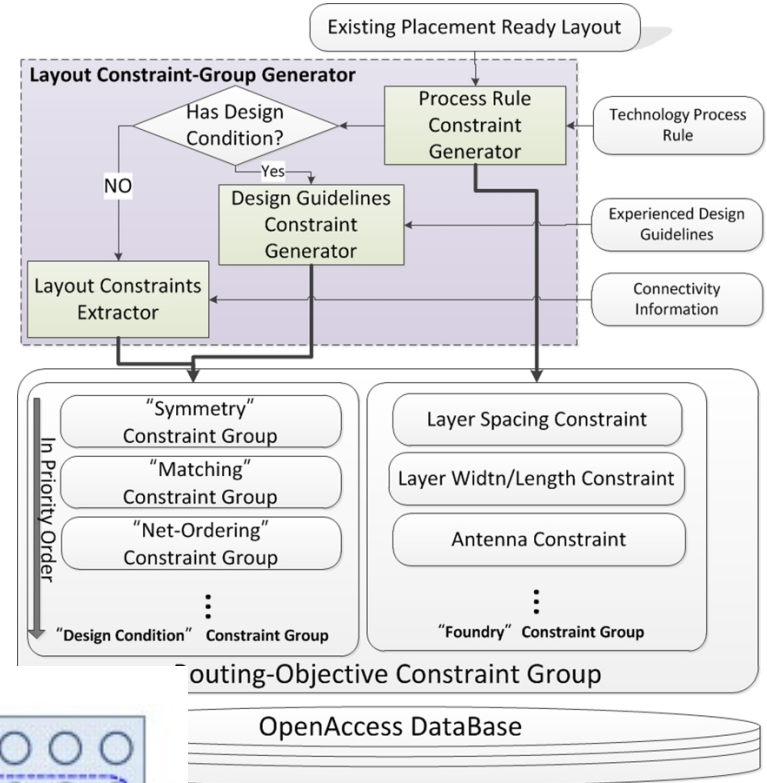 Existing Placement Ready Layout
Layout Constraint-Group Generator
Has Design
Condition?
Process Rule
Constraint
Generator
Technology Process
Rule
Yes
NO
Design Guidelines
Constraint
Generator
Experienced Design
Guidelines
Layout Constraints
Extractor
Connectivity
Information
In Priority Order
“Symmetry”
Constraint Group
“Matching”
Constraint Group
“Net-Ordering”
Constraint Group
“Design Condition” Constraint Group
Layer Spacing Constraint
Layer Widtn/Length Constraint
Antenna Constraint
“Foundry” Constraint Group
outing-Objective Constraint Group
OpenAccess DataBase